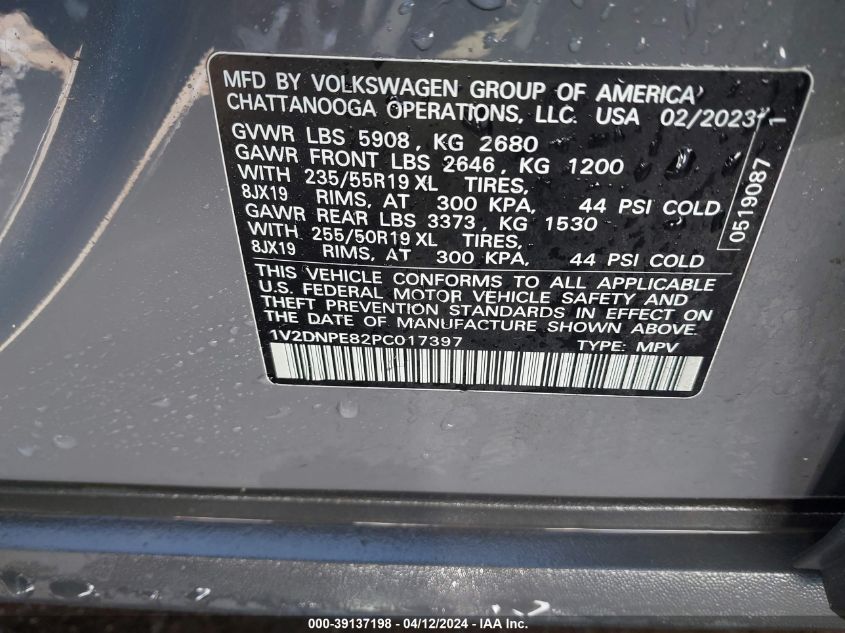 MFD BY VOLKSWAGEN GROUP OF AMERICA
CHATTANOOGA OPERATIONS, LLC. USA 02/2023
GVWR LBS 5908, KG 2680
GAWR FRONT LBS 2646, KG 1200
WITH 235/55R19 XL TIRES,
8JX19 RIMS, AT 300 KPA, 44 PSI COLD
GAWR REAR LBS 3373, KG 1530
WITH 255/50R19 XL TIRES,
8JX19 RIMS, AT 300 KPA, 44 PSI COLD
THIS VEHICLE CONFORMS TO ALL APPLICABLE
U.S. FEDERAL MOTOR VEHICLE SAFETY AND
THEFT PREVENTION STANDARDS IN EFFECT ON
THE DATE OF MANUFACTURE SHOWN ABOVE.
1V2DNPE82PC017397 TYPE: MPV
0519087
000-39137198 - 04/12/2024 - IAA Inc.